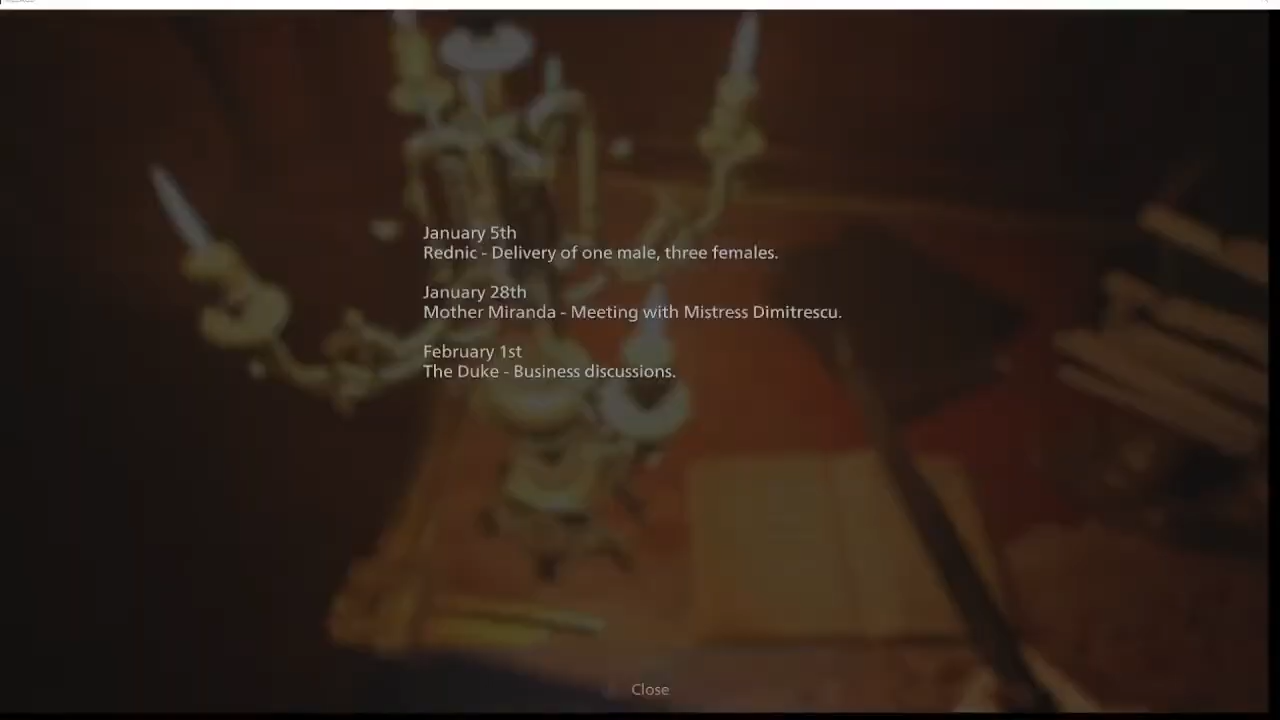 January 5th
Rednic - Delivery of one male, three females.
January 28th
Mother Miranda - Meeting with Mistress Dimitrescu.
February 1st
The Duke - Business discussions.
Close